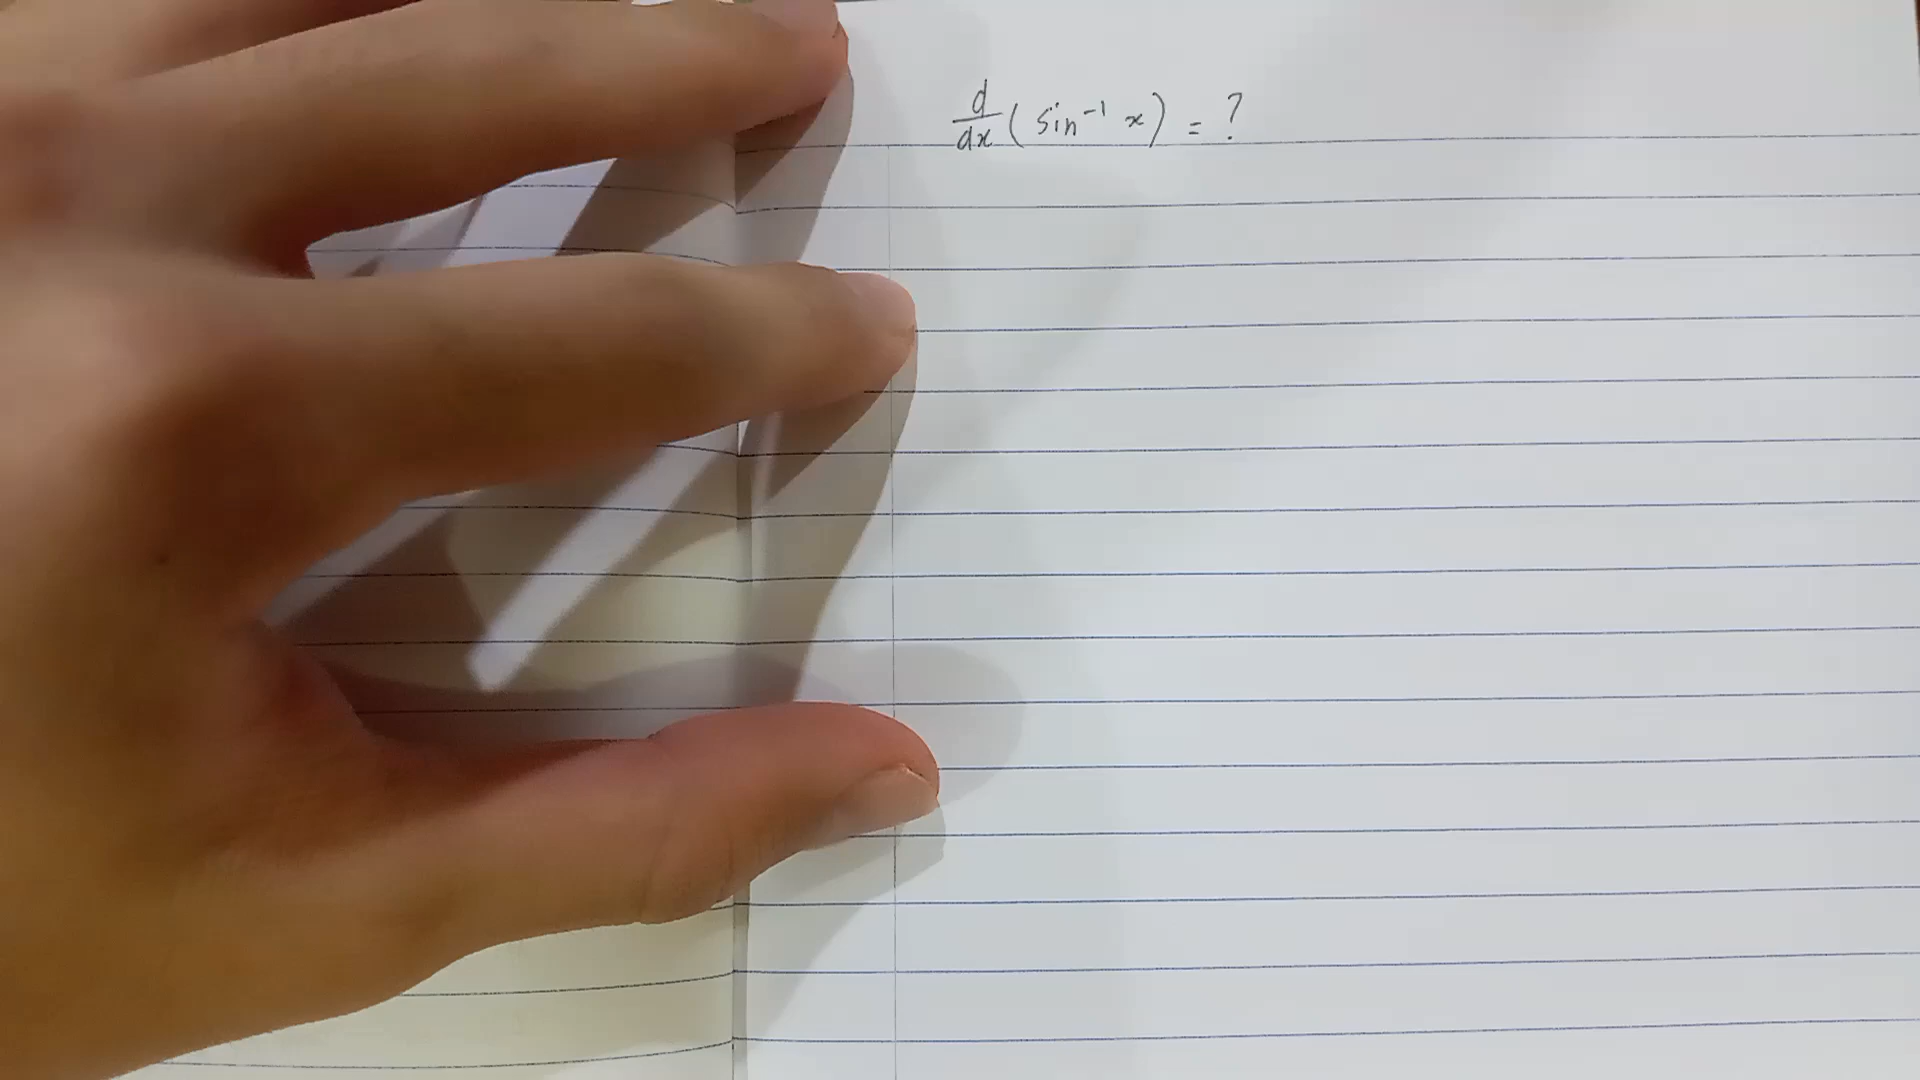 d/dx (sin⁻¹ x) = ?